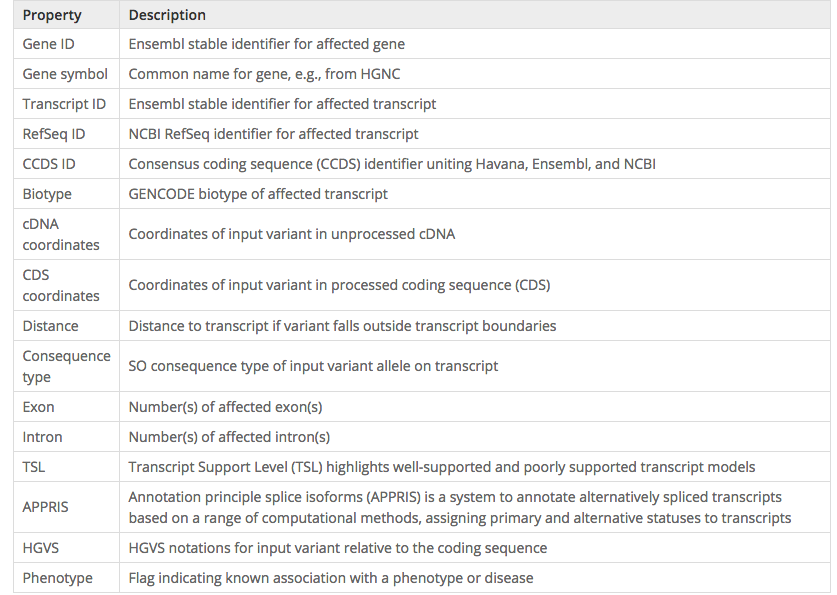 Property Description
Gene ID Ensembl stable identifier for affected gene
Gene symbol Common name for gene, e.g., from HGNC
Transcript ID Ensembl stable identifier for affected transcript
RefSeq ID NCBI RefSeq identifier for affected transcript
CCDS ID Consensus coding sequence (CCDS) identifier uniting Havana, Ensembl, and NCBI
Biotype GENCODE biotype of affected transcript
cDNA
coordinates
Coordinates of input variant in unprocessed cDNA
CDS
coordinates
Coordinates of input variant in processed coding sequence (CDS)
Distance Distance to transcript if variant falls outside transcript boundaries
Consequence
type
SO consequence type of input variant allele on transcript
Exon Number(s) of affected exon(s)
Intron Number(s) of affected intron(s)
TSL Transcript Support Level (TSL) highlights well-supported and poorly supported transcript models
APPRIS
Annotation principle splice isoforms (APPRIS) is a system to annotate alternatively spliced transcripts
based on a range of computational methods, assigning primary and alternative statuses to transcripts
HGVS HGVS notations for input variant relative to the coding sequence
Phenotype Flag indicating known association with a phenotype or disease